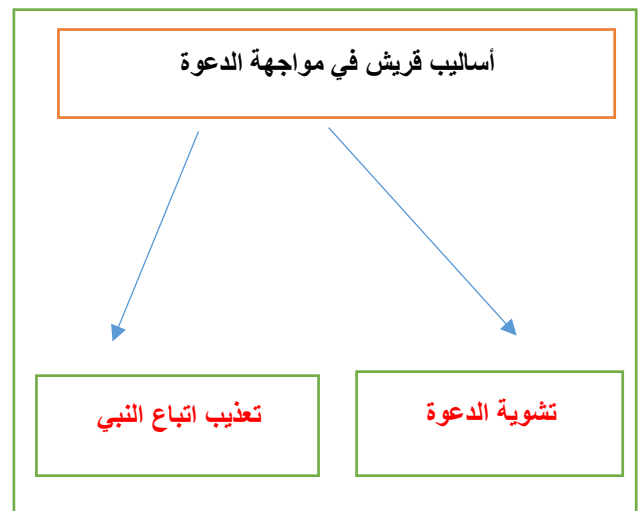 أساليب قريش في مواجهة الدعوة
تشوية الدعوة
تعذيب اتباع النبي